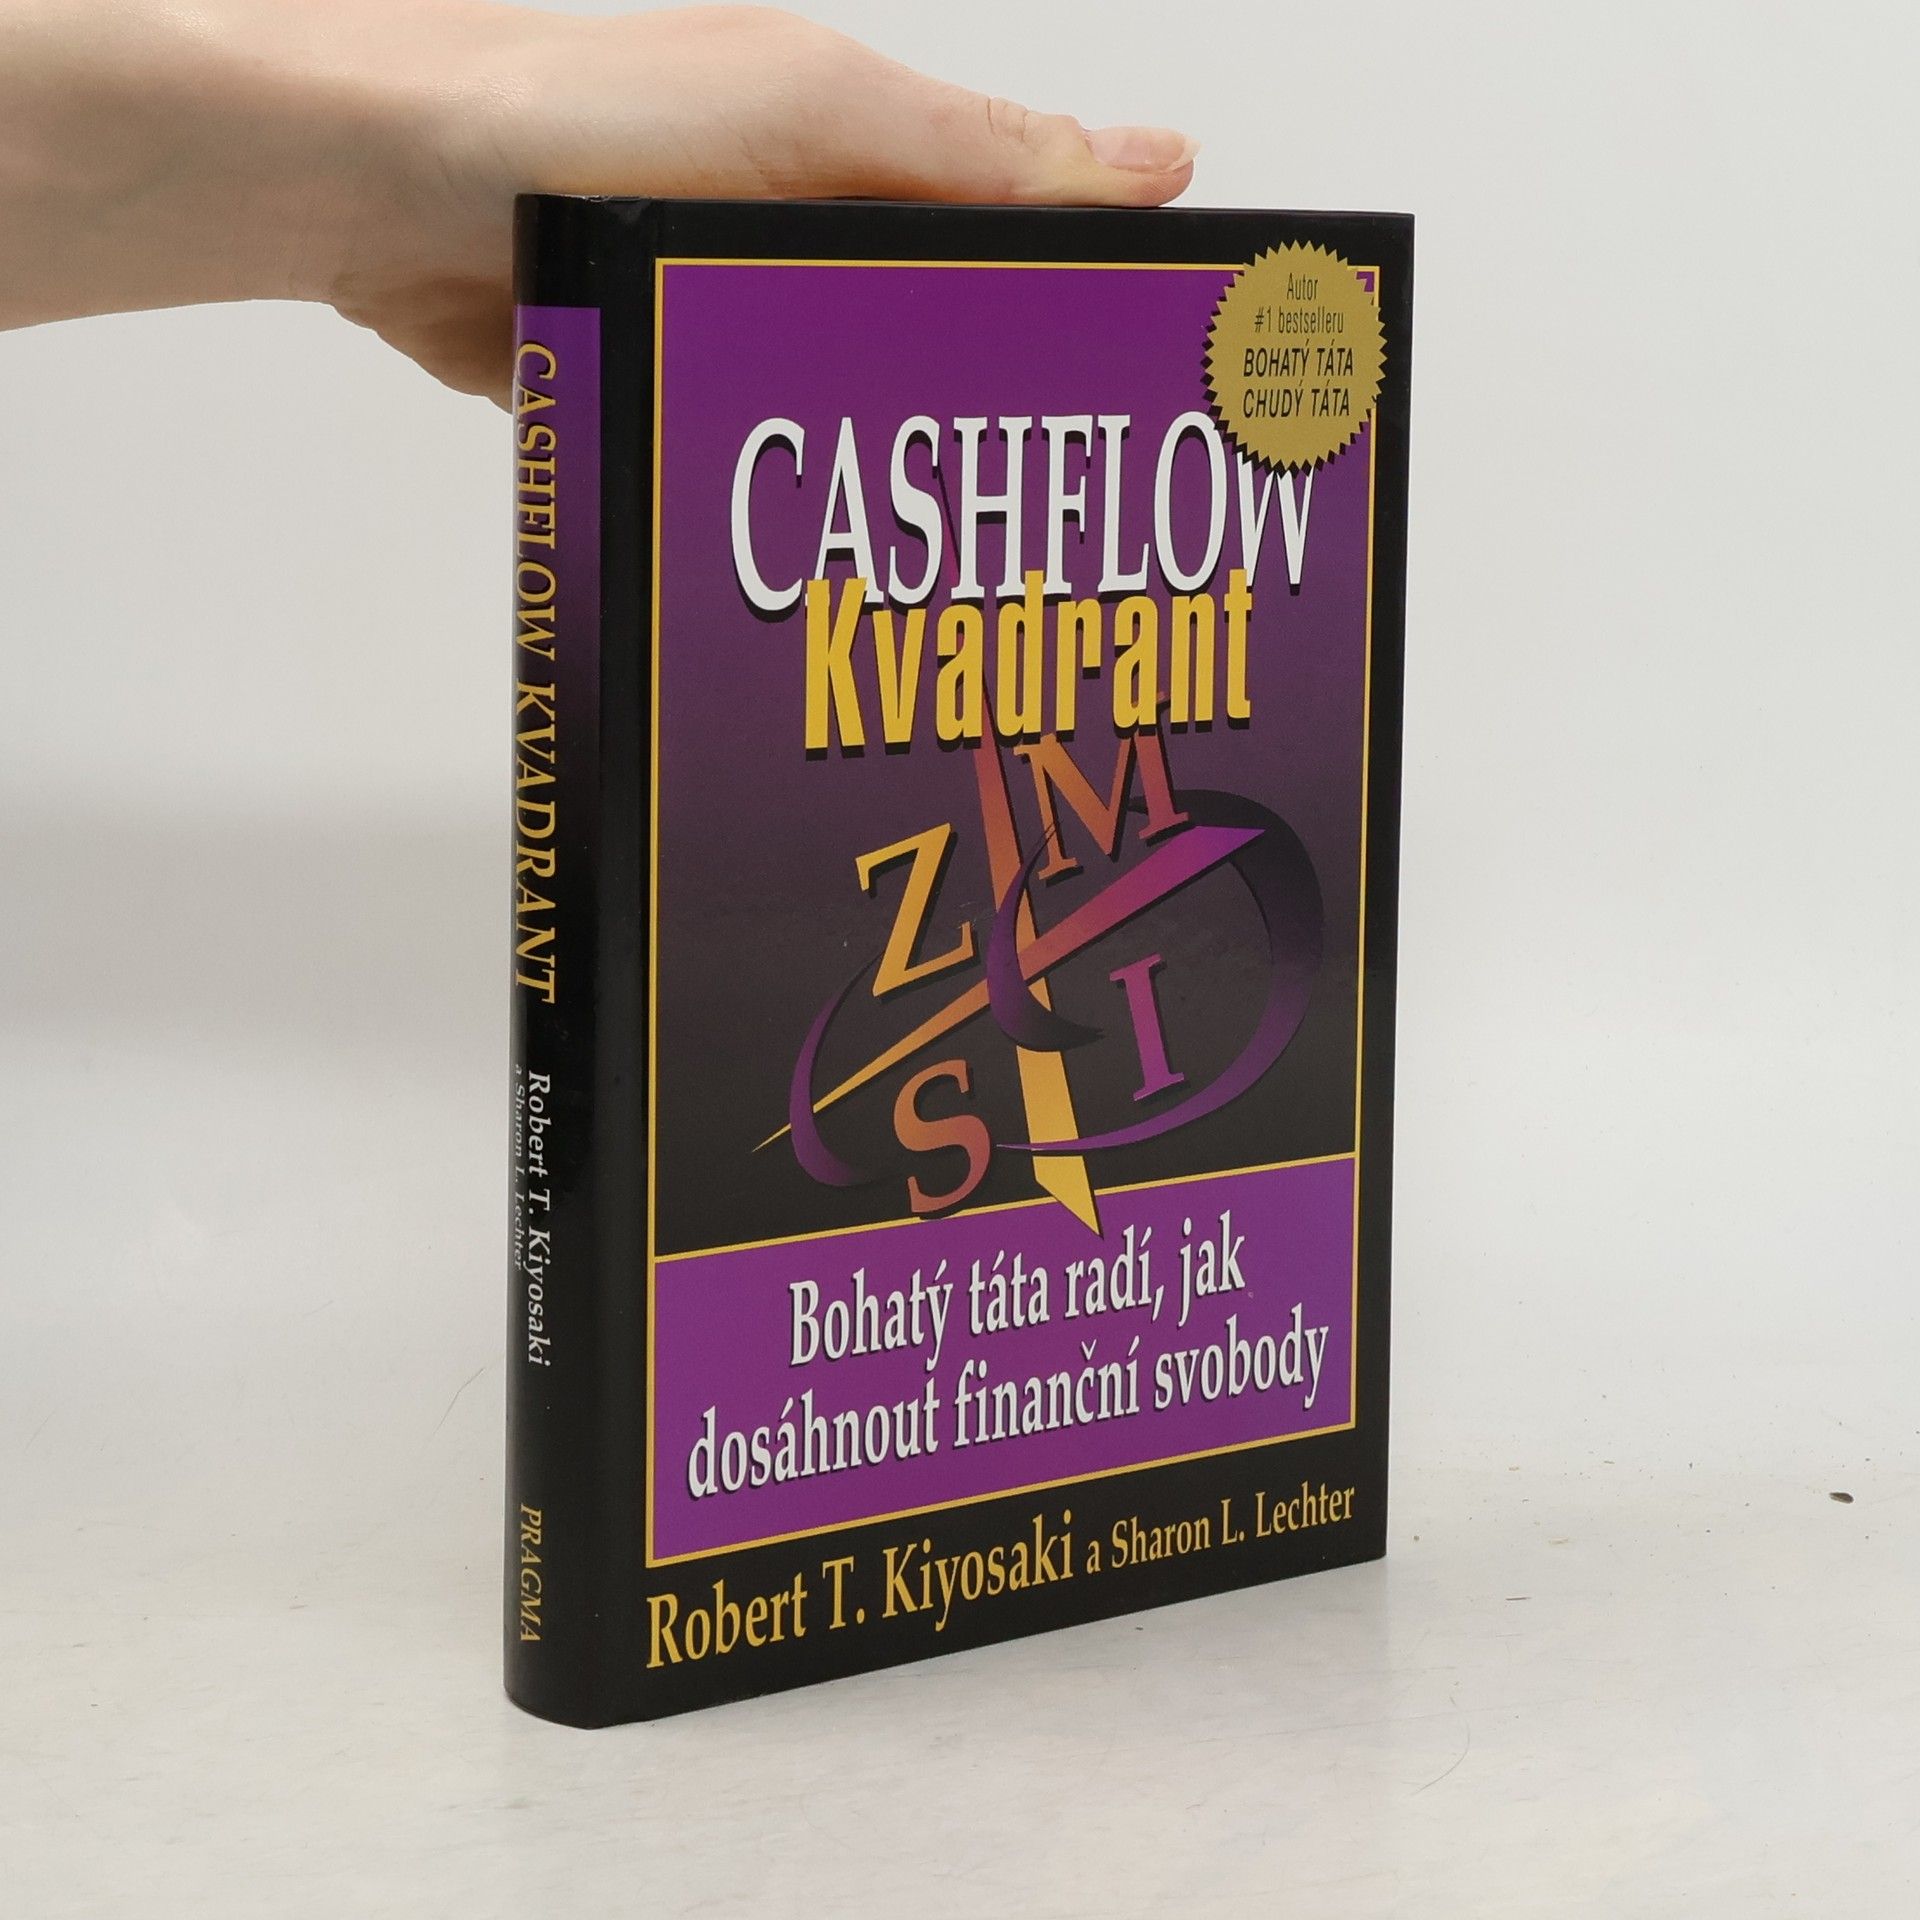 CASHFLOW KVADRANT
Robert T. Kiyosaki
a Sharon L. Lechter
PRAGMA
Autor
#1 bestselleru
BOHATÝ TÁTA
CHUDÝ TÁTA
CASHFLOW
Kvadrant
Z M
S I
Bohatý táta radí, jak
dosáhnout finanční svobody
Robert T. Kiyosaki a Sharon L. Lechter